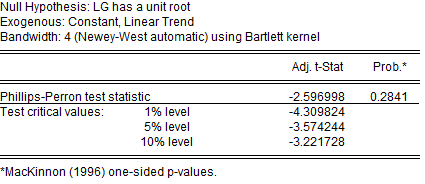 Null Hypothesis: LG has a unit root
Exogenous: Constant, Linear Trend
Bandwidth: 4 (Newey-West automatic) using Bartlett kernel
Adj. t-Stat Prob.*
Phillips-Perron test statistic -2.596998 0.2841
Test critical values: 1% level -4.309824
5% level -3.574244
10% level -3.221728
*MacKinnon (1996) one-sided p-values.